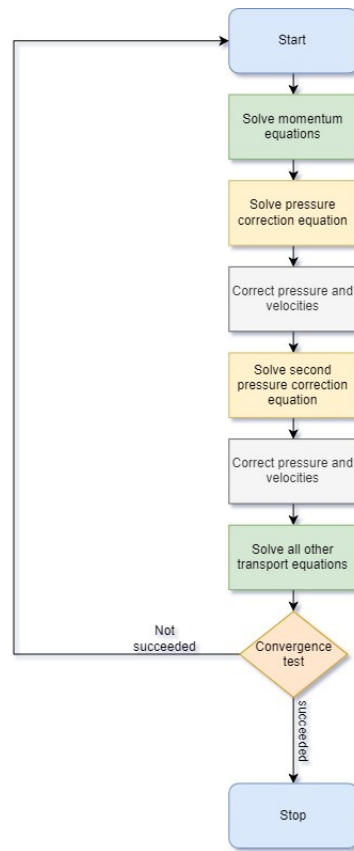 Start
Solve momentum
equations
Solve pressure
correction equation
Correct pressure and
velocities
Solve second
pressure correction
equation
Correct pressure and
velocities
Solve all other
transport equations
Not
succeeded
Convergence
test
succeeded
Stop